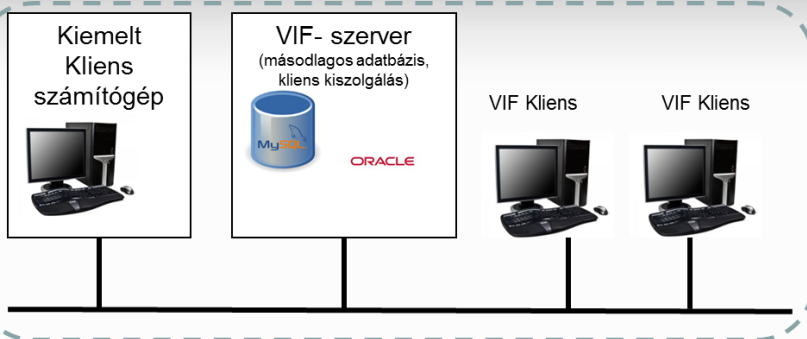 Kiemelt
Kliens
számítógép
VIF- szerver
(másodlagos adatbázis,
kliens kiszolgálás)
MySQL
ORACLE
VIF Kliens
VIF Kliens